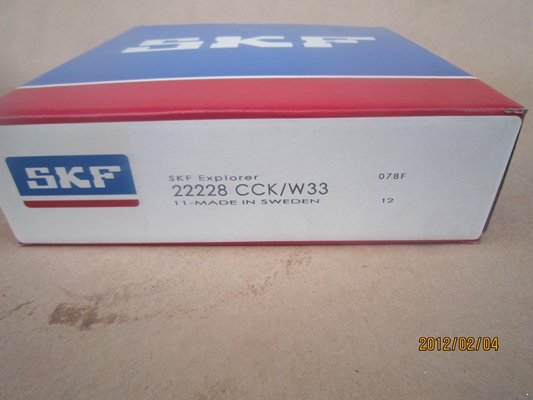 SKF
SKF
SKF Explorer
078F
22228 CCK/W33
11-MADE IN SWEDEN
12
2012/02/04